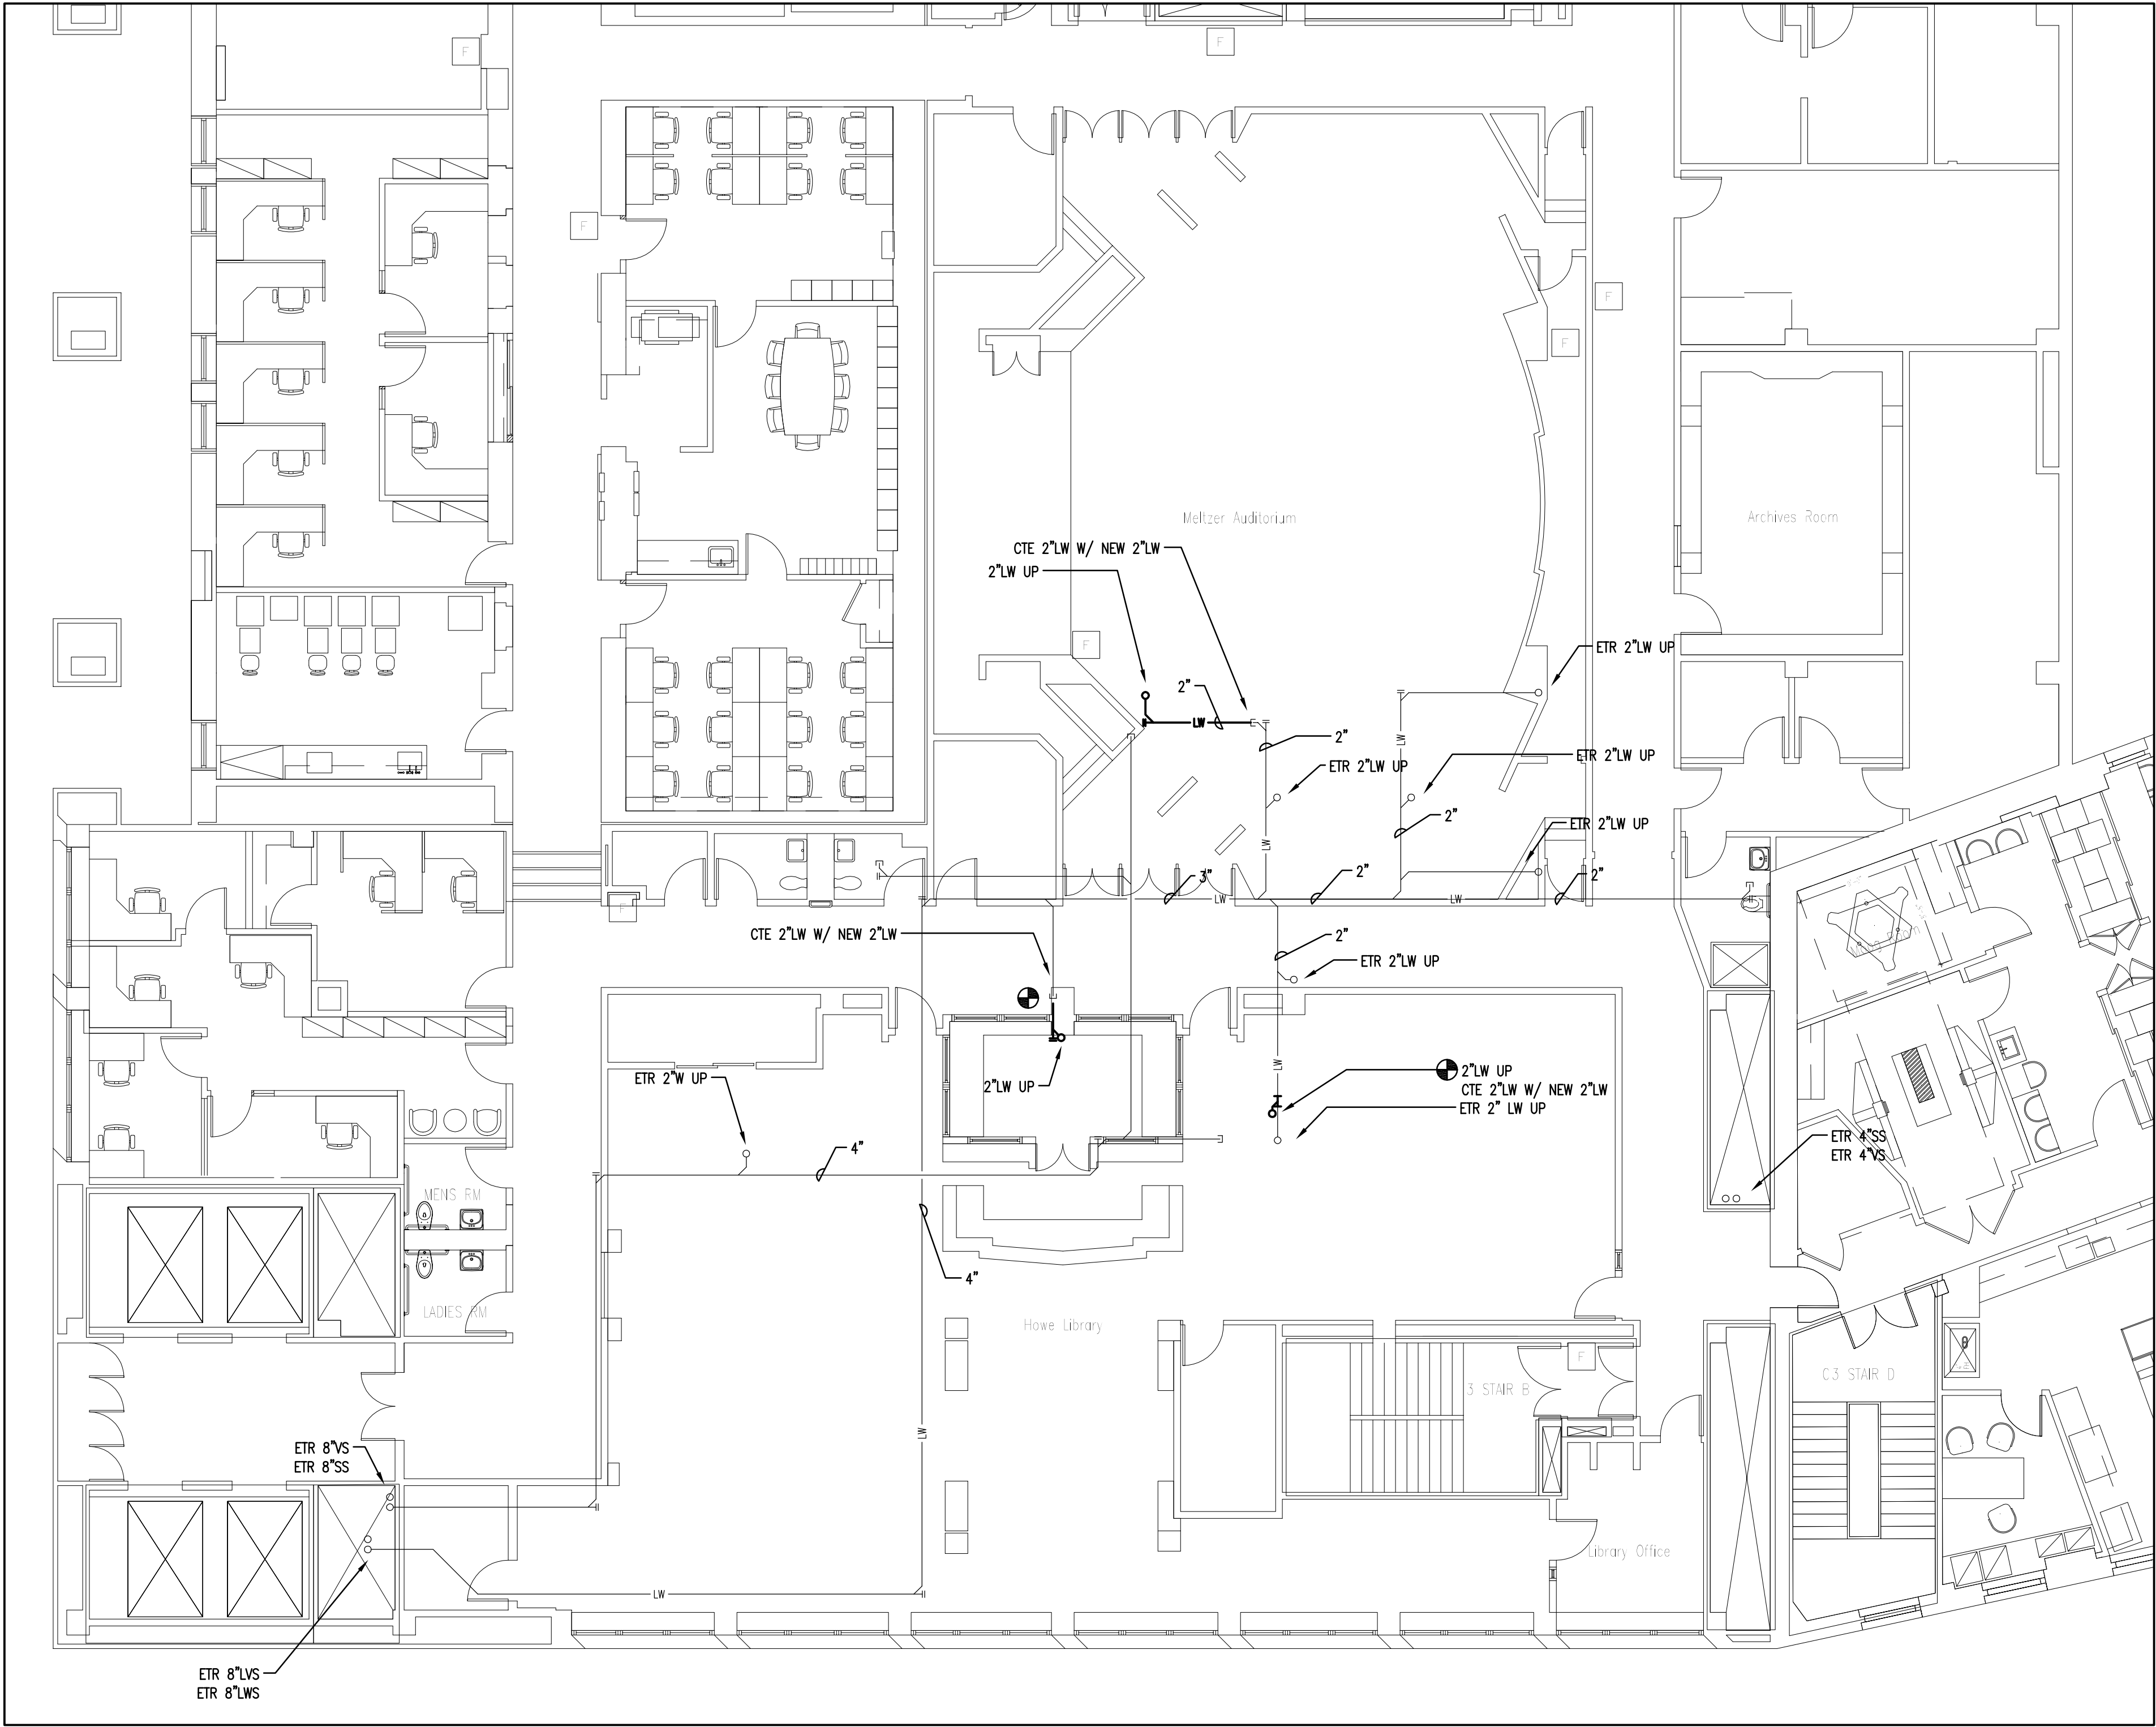 F
F
F
F
F
Meltzer Auditorium
Archives Room
CTE 2"LW W/ NEW 2"LW
2"LW UP
F
ETR 2"LW UP
2"
LW
2"
LW
ETR 2"LW UP
ETR 2"LW UP
2"
ETR 2"LW UP
LW
3"
2"
2"
LW
LW
F
CTE 2"LW W/ NEW 2"LW
2"
ETR 2"LW UP
LW
ETR 2"W UP
2"LW UP
2"LW UP
CTE 2"LW W/ NEW 2"LW
ETR 2" LW UP
4"
ETR 4"SS
ETR 4"VS
MENS RM
4"
LADIES RM
Howe Library
F
3 STAIR B
C3 STAIR D
LW
ETR 8"VS
ETR 8"SS
Library Office
LW
ETR 8"LVS
ETR 8"LWS